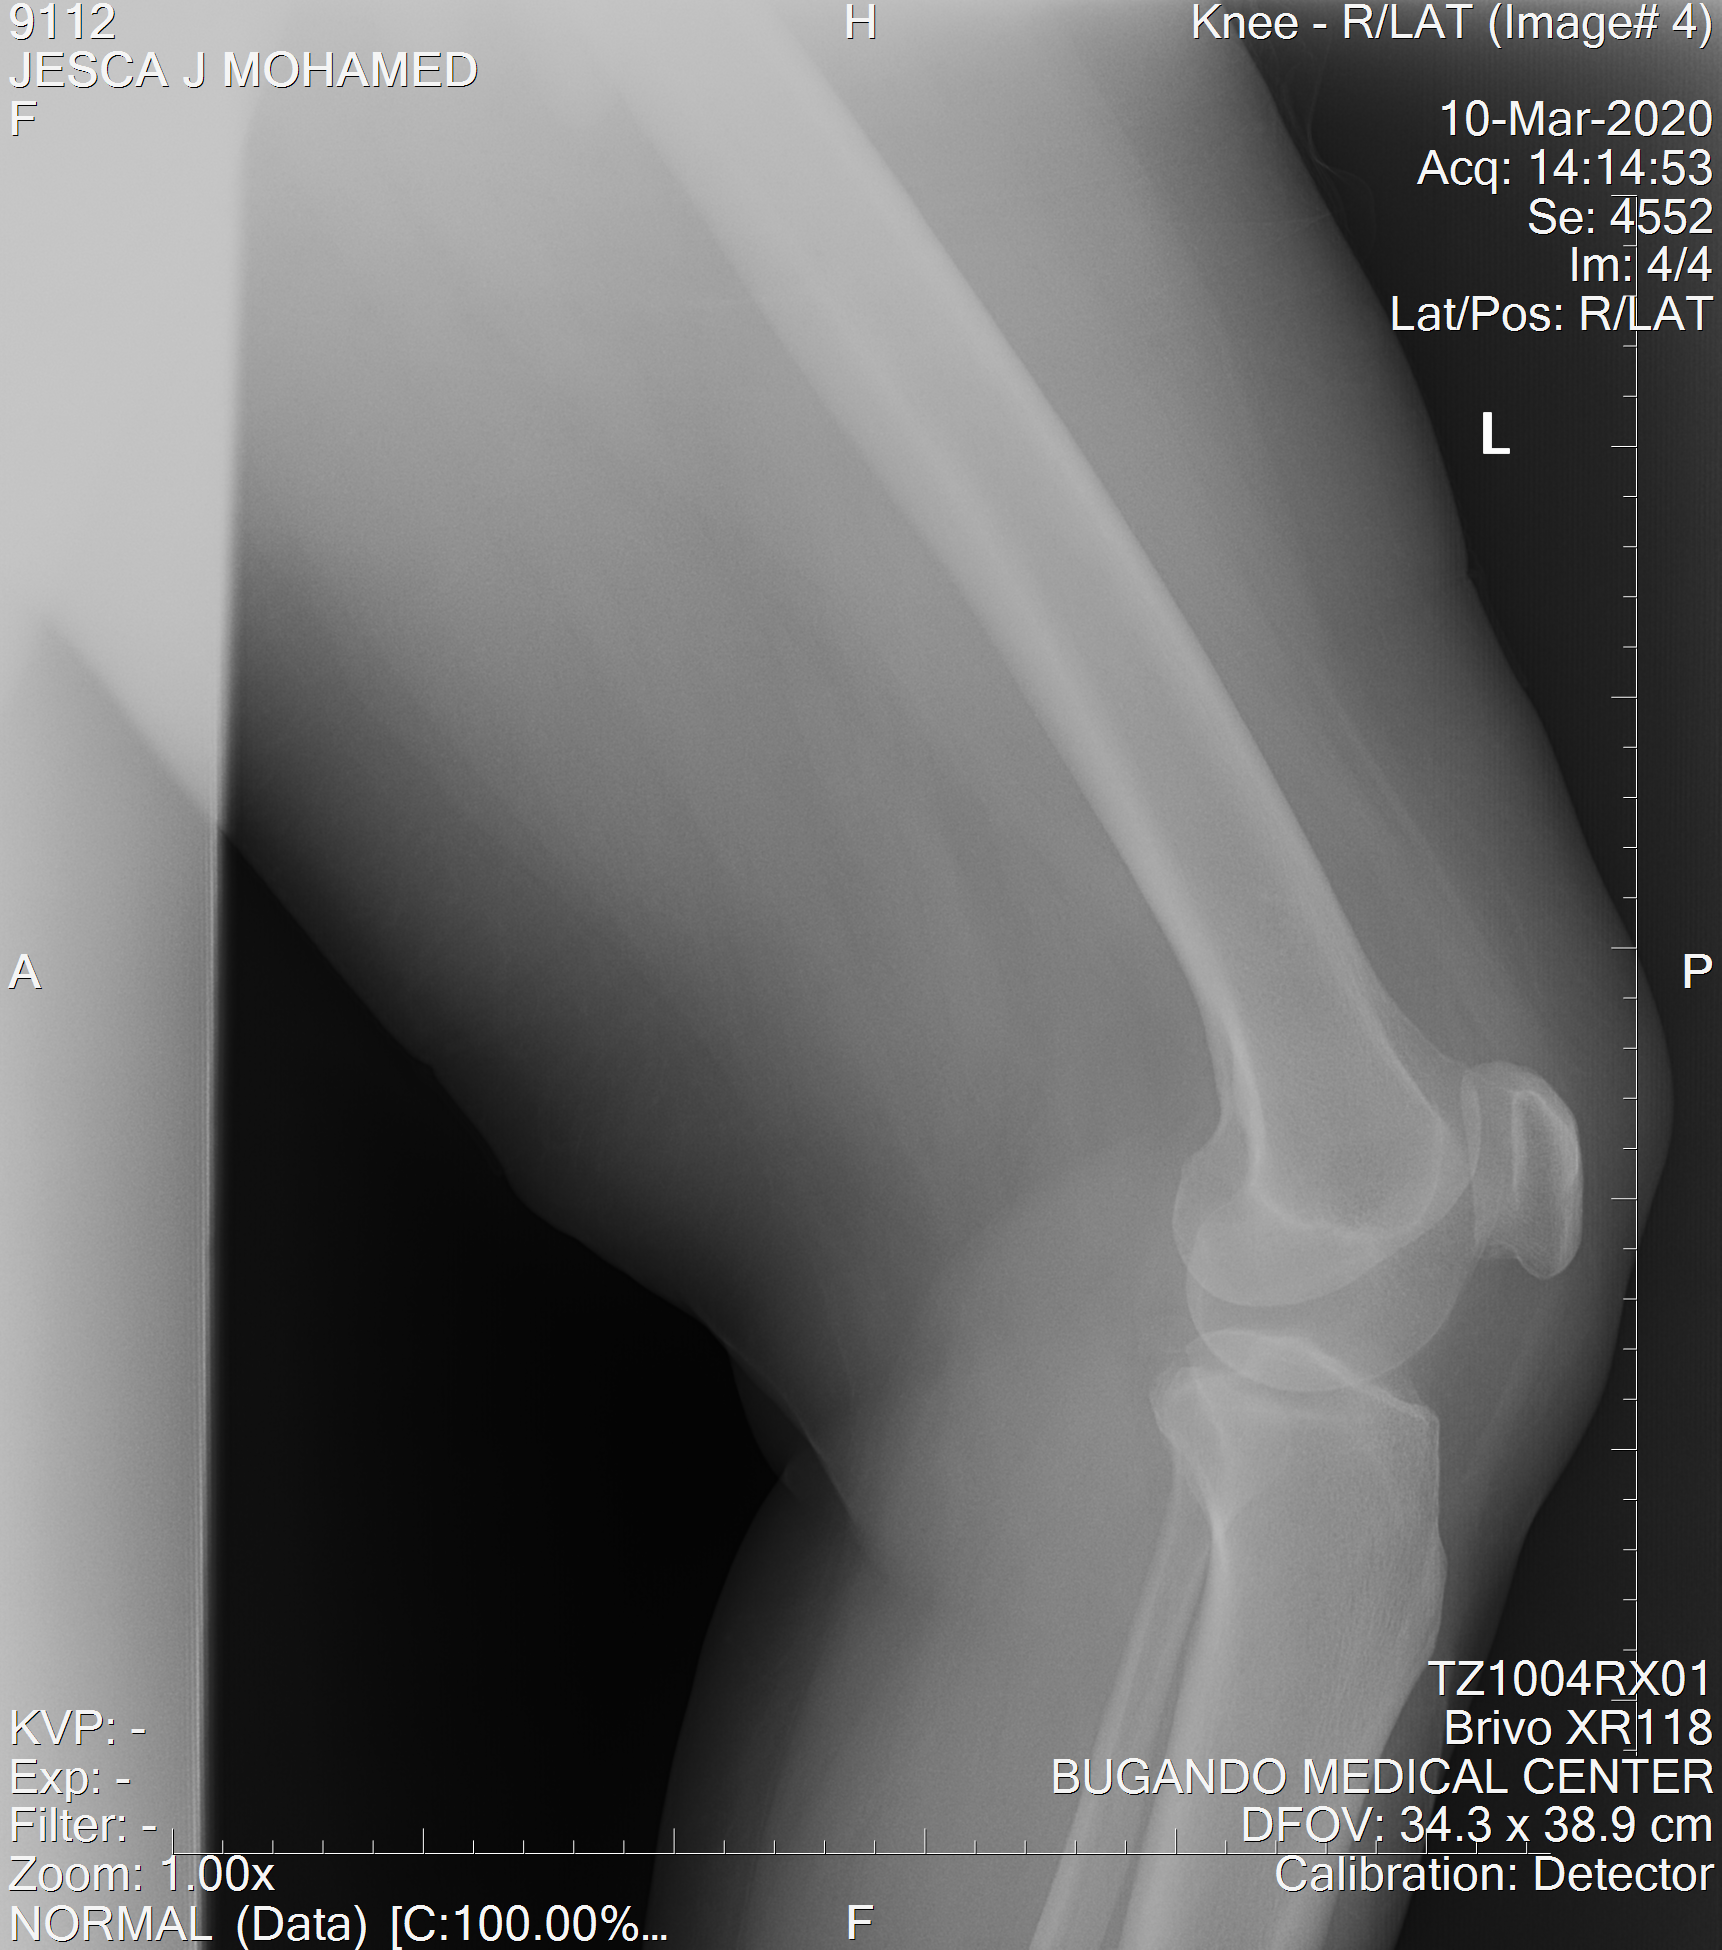 9112
JESCA J MOHAMED
F
H
Knee - R/LAT (Image# 4)
10-Mar-2020
Acq: 14:14:53
Se: 4552
Im: 4/4
Lat/Pos: R/LAT
L
A
P
KVP: -
Exp: -
Filter: -
Zoom: 1.00x
NORMAL (Data) [C:100.00%...
F
TZ1004RX01
Brivo XR118
BUGANDO MEDICAL CENTER
DFOV: 34.3 x 38.9 cm
Calibration: Detector